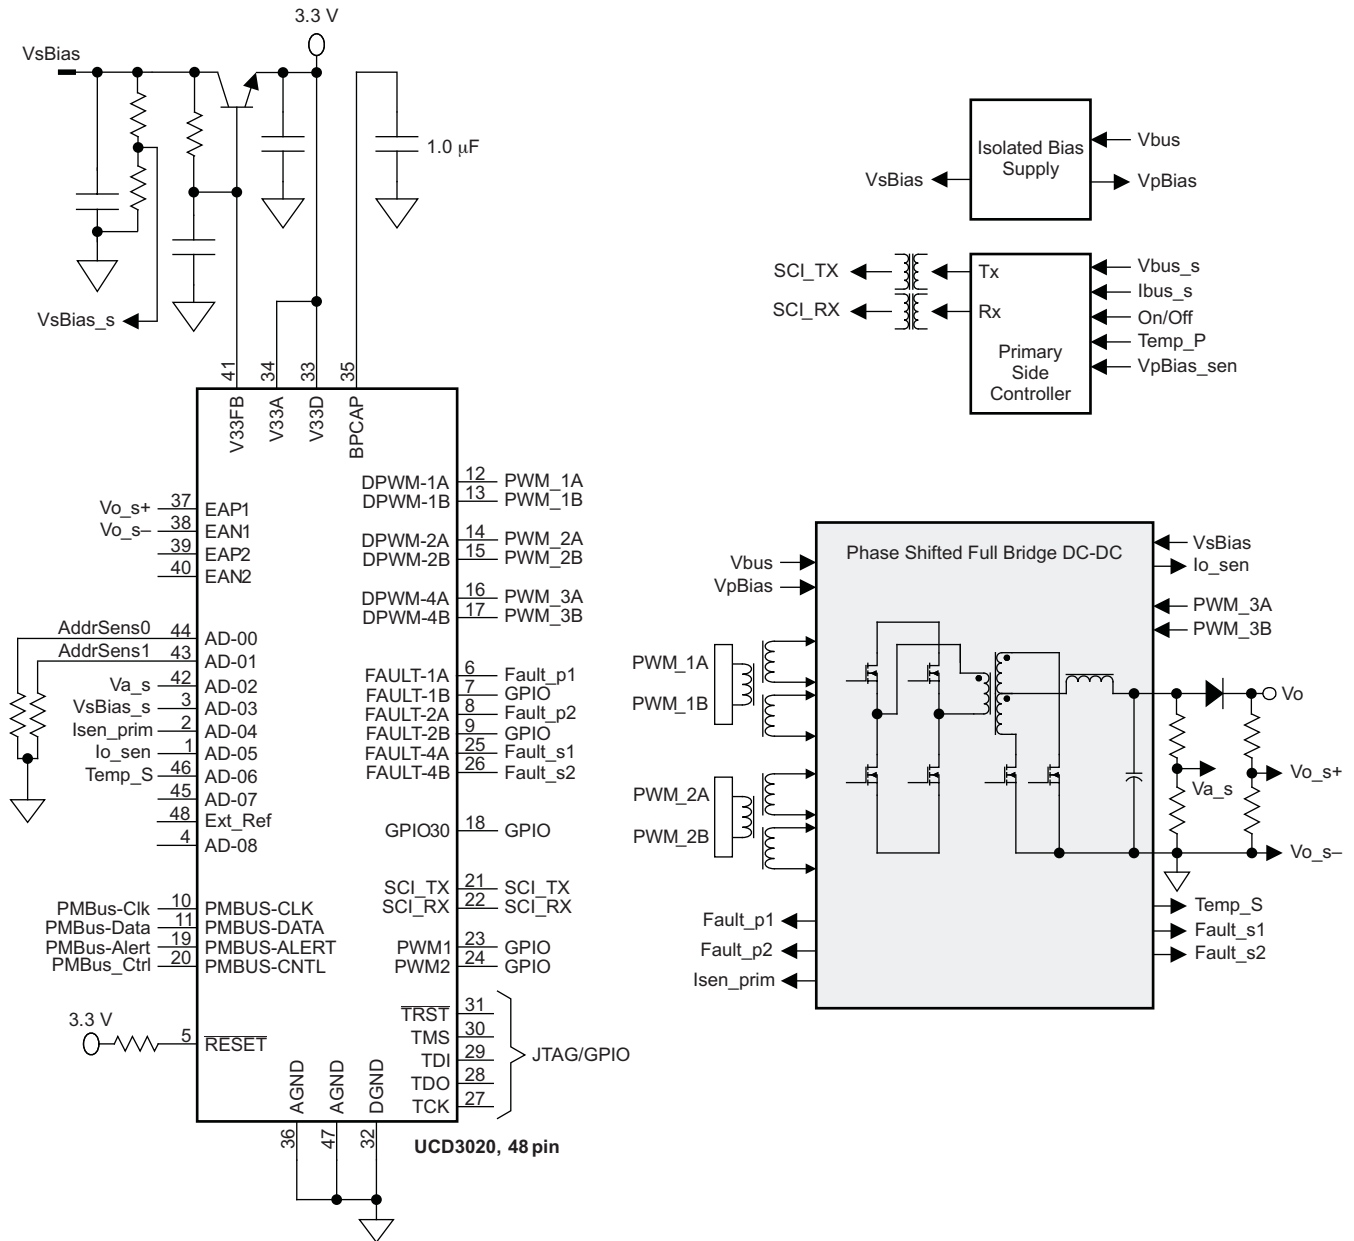 3.3 V
VsBias
1.0 μF
VsBias_s
41
34
33
35
V33FB
V33A
V33D
BPCAP
Vo_s+ 37 EAP1
Vo_s– 38 EAN1
39 EAP2
40 EAN2
AddrSens0 44 AD-00
AddrSens1 43 AD-01
Va_s 42 AD-02
VsBias_s 3 AD-03
Isen_prim 2 AD-04
Io_sen 1 AD-05
Temp_S 46 AD-06
45 AD-07
48 Ext_Ref
4 AD-08
PMBus-Clk 10 PMBUS-CLK
PMBus-Data 11 PMBUS-DATA
PMBus-Alert 19 PMBUS-ALERT
PMBus_Ctrl 20 PMBUS-CNTL
3.3 V
5 RESET
DPWM-1A 12 PWM_1A
DPWM-1B 13 PWM_1B
DPWM-2A 14 PWM_2A
DPWM-2B 15 PWM_2B
DPWM-4A 16 PWM_3A
DPWM-4B 17 PWM_3B
FAULT-1A 6 Fault_p1
FAULT-1B 7 GPIO
FAULT-2A 8 Fault_p2
FAULT-2B 9 GPIO
FAULT-4A 25 Fault_s1
FAULT-4B 26 Fault_s2
GPIO30 18 GPIO
SCI_TX 21 SCI_TX
SCI_RX 22 SCI_RX
PWM1 23 GPIO
PWM2 24 GPIO
TRST 31
TMS 30
TDI 29
TDO 28
TCK 27
JTAG/GPIO
AGND
AGND
DGND
36
47
32
UCD3020, 48 pin
Isolated Bias
Supply
Vbus
VpBias
VsBias
SCI_TX
SCI_RX
Tx
Rx
Primary
Side
Controller
Vbus_s
Ibus_s
On/Off
Temp_P
VpBias_sen
Phase Shifted Full Bridge DC-DC
Vbus
VpBias
PWM_1A
PWM_1B
PWM_2A
PWM_2B
Fault_p1
Fault_p2
Isen_prim
VsBias
Io_sen
PWM_3A
PWM_3B
Vo
Vo_s+
Va_s
Vo_s–
Temp_S
Fault_s1
Fault_s2